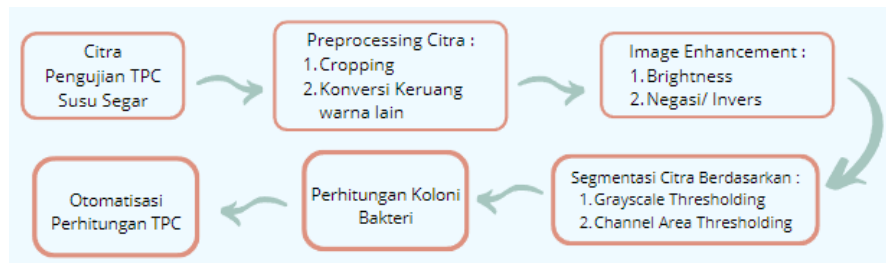 Citra
Pengujian TPC
Susu Segar
Preprocessing Citra :
1.Cropping
2.Konversi Keruang
warna lain
Image Enhancement :
1.Brightness
2.Negasi/ Invers
Segmentasi Citra Berdasarkan :
1.Grayscale Thresholding
2.Channel Area Thresholding
Perhitungan Koloni
Bakteri
Otomatisasi
Perhitungan TPC